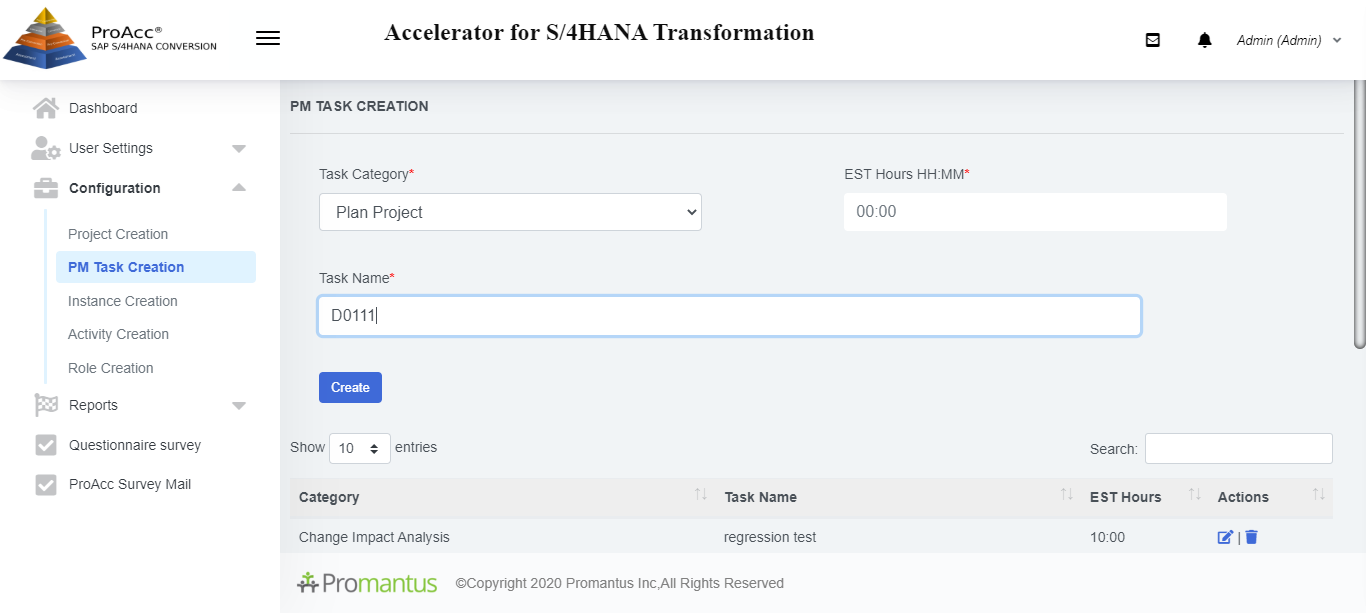 ProAcc®
SAP S/4HANA CONVERSION
Accelerator for S/4HANA Transformation
Admin (Admin)
Dashboard
User Settings
Configuration
Project Creation
PM Task Creation
Instance Creation
Activity Creation
Role Creation
Reports
Questionnaire survey
ProAcc Survey Mail
PM TASK CREATION
Task Category*
EST Hours HH:MM*
Plan Project
00:00
Task Name*
D0111
Create
Show 10 entries
Search:
Category Task Name EST Hours Actions
Change Impact Analysis regression test 10:00 |
Promantus ©Copyright 2020 Promantus Inc,All Rights Reserved